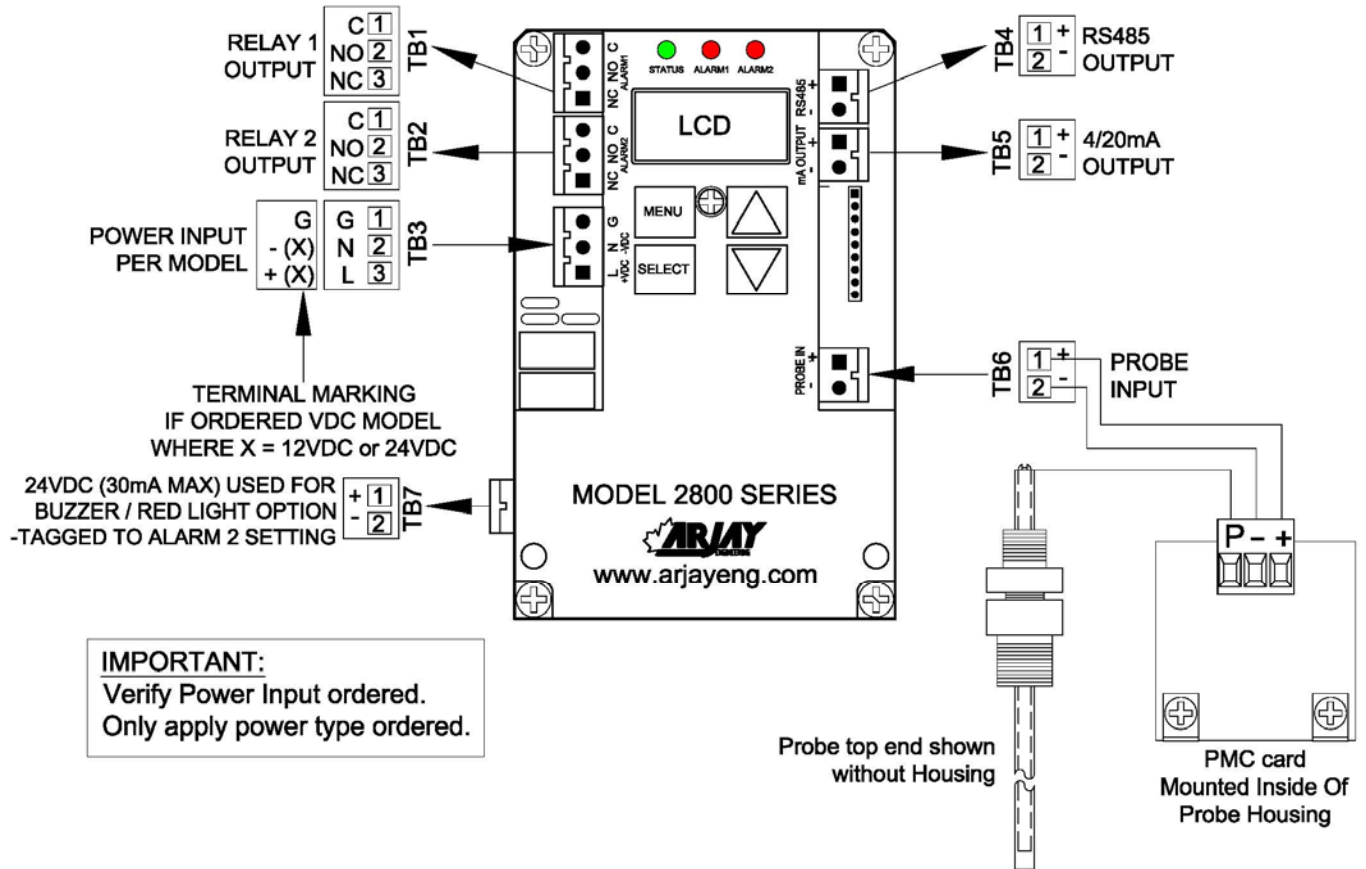 RELAY 1
OUTPUT
C 1
NO 2
NC 3
TB1
RELAY 2
OUTPUT
C 1
NO 2
NC 3
TB2
POWER INPUT
PER MODEL
G
- (X)
+ (X)
G 1
N 2
L 3
TB3
TERMINAL MARKING
IF ORDERED VDC MODEL
WHERE X = 12VDC or 24VDC
24VDC (30mA MAX) USED FOR
BUZZER / RED LIGHT OPTION
-TAGGED TO ALARM 2 SETTING
+ 1
- 2
TB7
NC NO C
ALARM1
NC NO C
ALARM2
L N G
+VDC -VDC
STATUS ALARM1 ALARM2
LCD
MENU
SELECT
- RS485 +
mA OUTPUT
- +
PROBE IN
- +
MODEL 2800 SERIES
ARJAY
ENGINEERING
www.arjayeng.com
TB4
1 +
2 -
RS485
OUTPUT
TB5
1 +
2 -
4/20mA
OUTPUT
TB6
1 +
2 -
PROBE
INPUT
P - +
PMC card
Mounted Inside Of
Probe Housing
Probe top end shown
without Housing
IMPORTANT:
Verify Power Input ordered.
Only apply power type ordered.